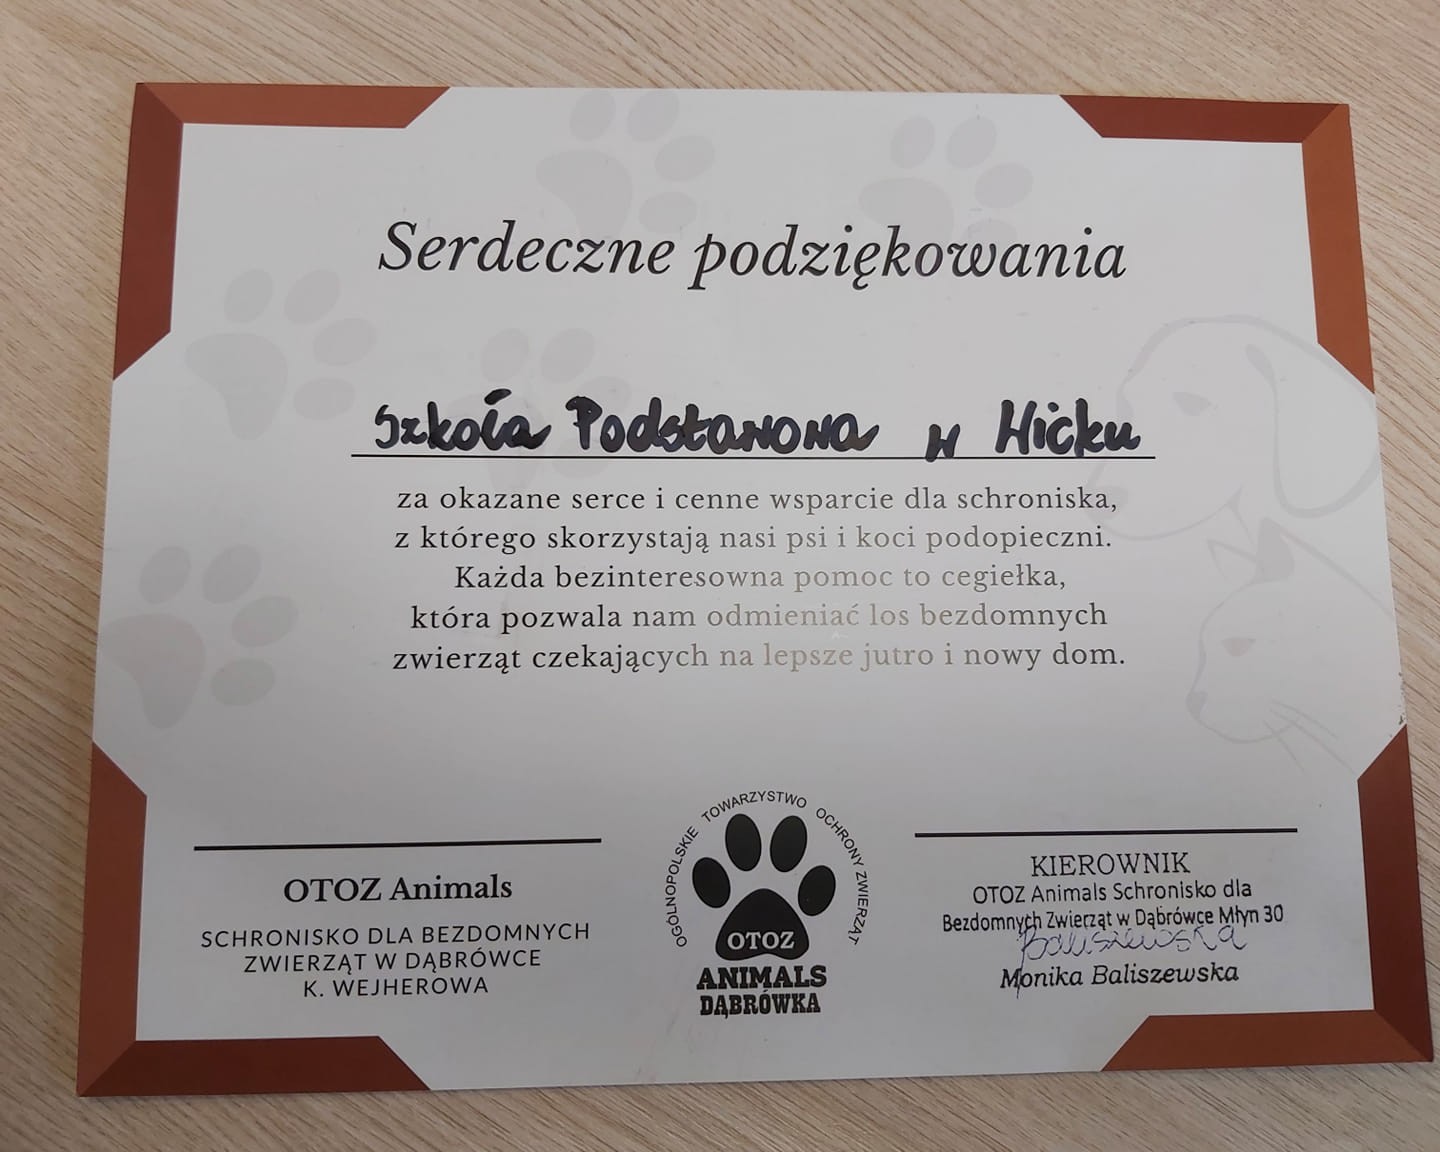 Serdeczne podziękowania
Szkoła Podstawowa w Wicku
za okazane serce i cenne wsparcie dla schroniska,
z którego skorzystają nasi psi i koci podopieczni.
Każda bezinteresowna pomoc to cegiełka,
która pozwala nam odmieniać los bezdomnych
zwierząt czekających na lepsze jutro i nowy dom.
OTOZ Animals
SCHRONISKO DLA BEZDOMNYCH
ZWIERZĄT W DĄBRÓWCE
K. WEJHEROWA
OGÓLNOPOLSKIE TOWARZYSTWO OCHRONY ZWIERZĄT
OTOZ
ANIMALS
DĄBRÓWKA
KIEROWNIK
OTOZ Animals Schronisko dla
Bezdomnych Zwierząt w Dąbrówce Młyn 30
Baliszewska
Monika Baliszewska